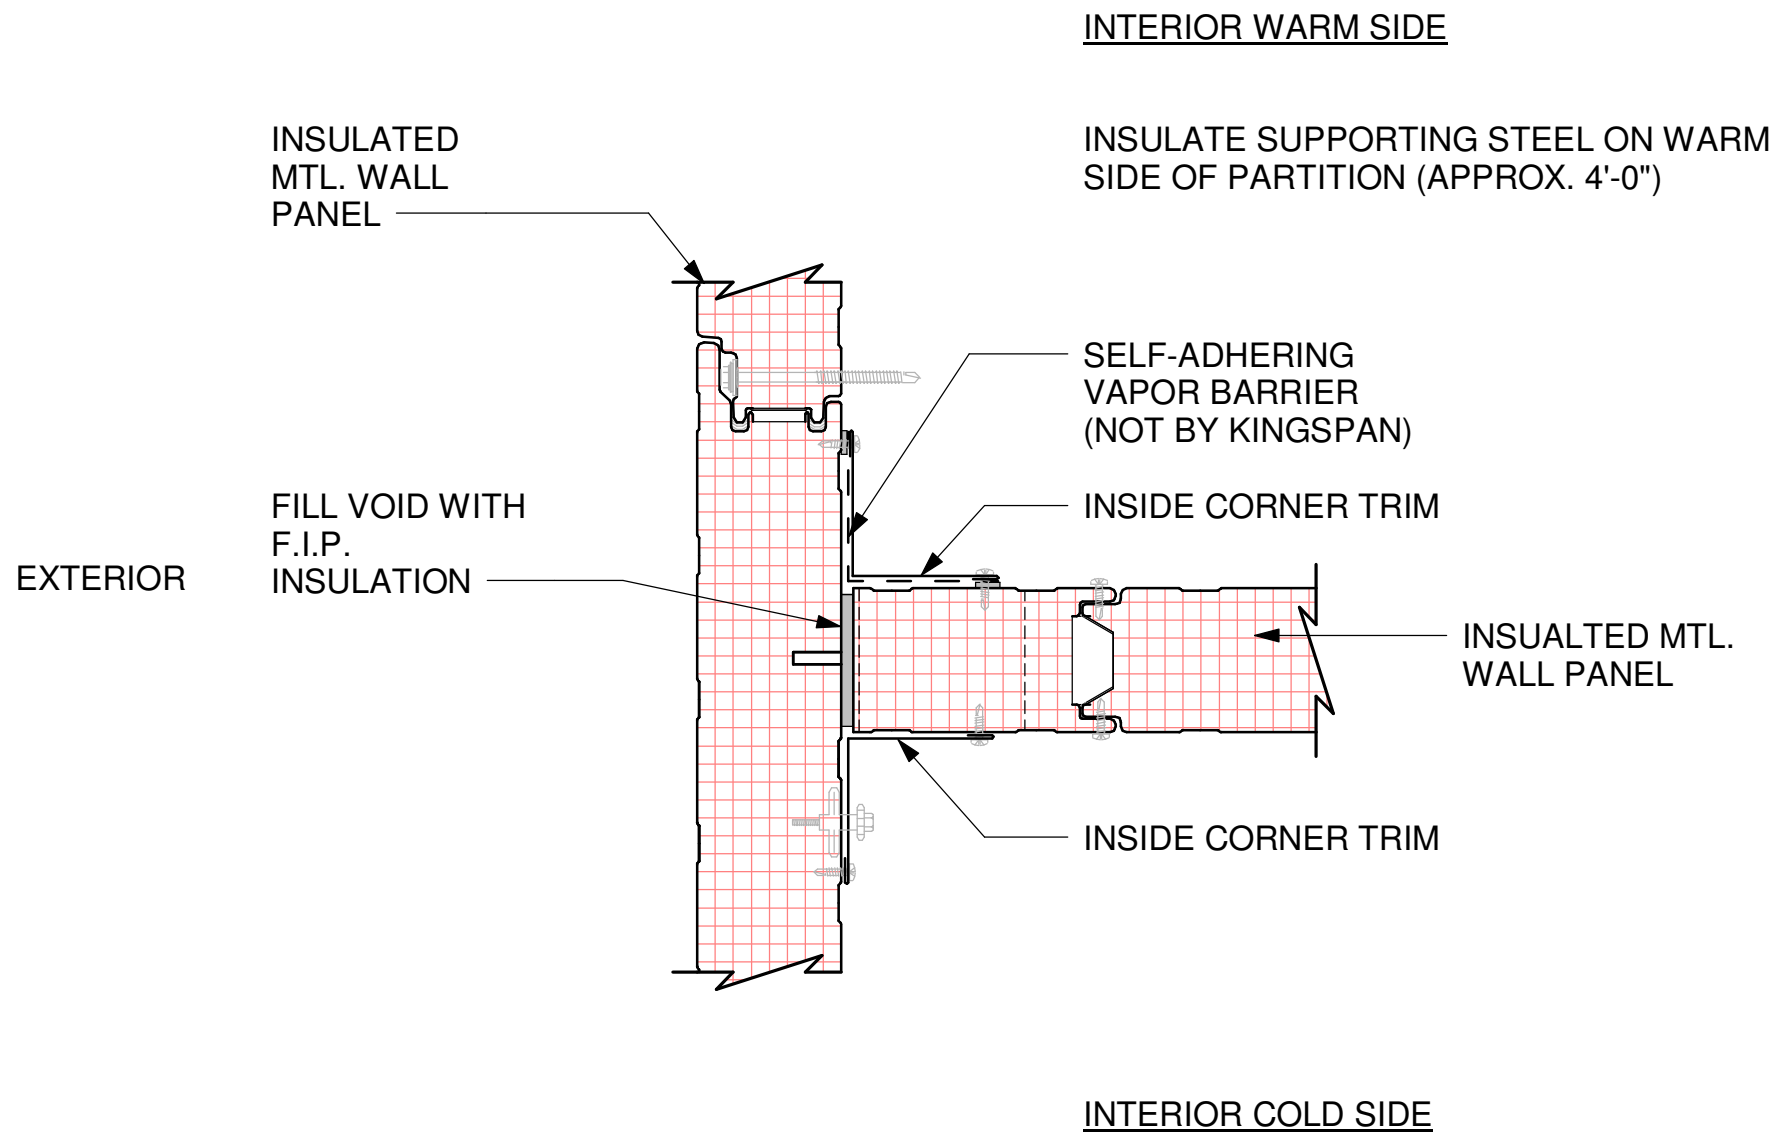 INTERIOR WARM SIDE
INSULATED
MTL. WALL
PANEL
INSULATE SUPPORTING STEEL ON WARM
SIDE OF PARTITION (APPROX. 4'-0")
SELF-ADHERING
VAPOR BARRIER
(NOT BY KINGSPAN)
FILL VOID WITH
F.I.P.
INSULATION
INSIDE CORNER TRIM
EXTERIOR
INSUALTED MTL.
WALL PANEL
INSIDE CORNER TRIM
INTERIOR COLD SIDE